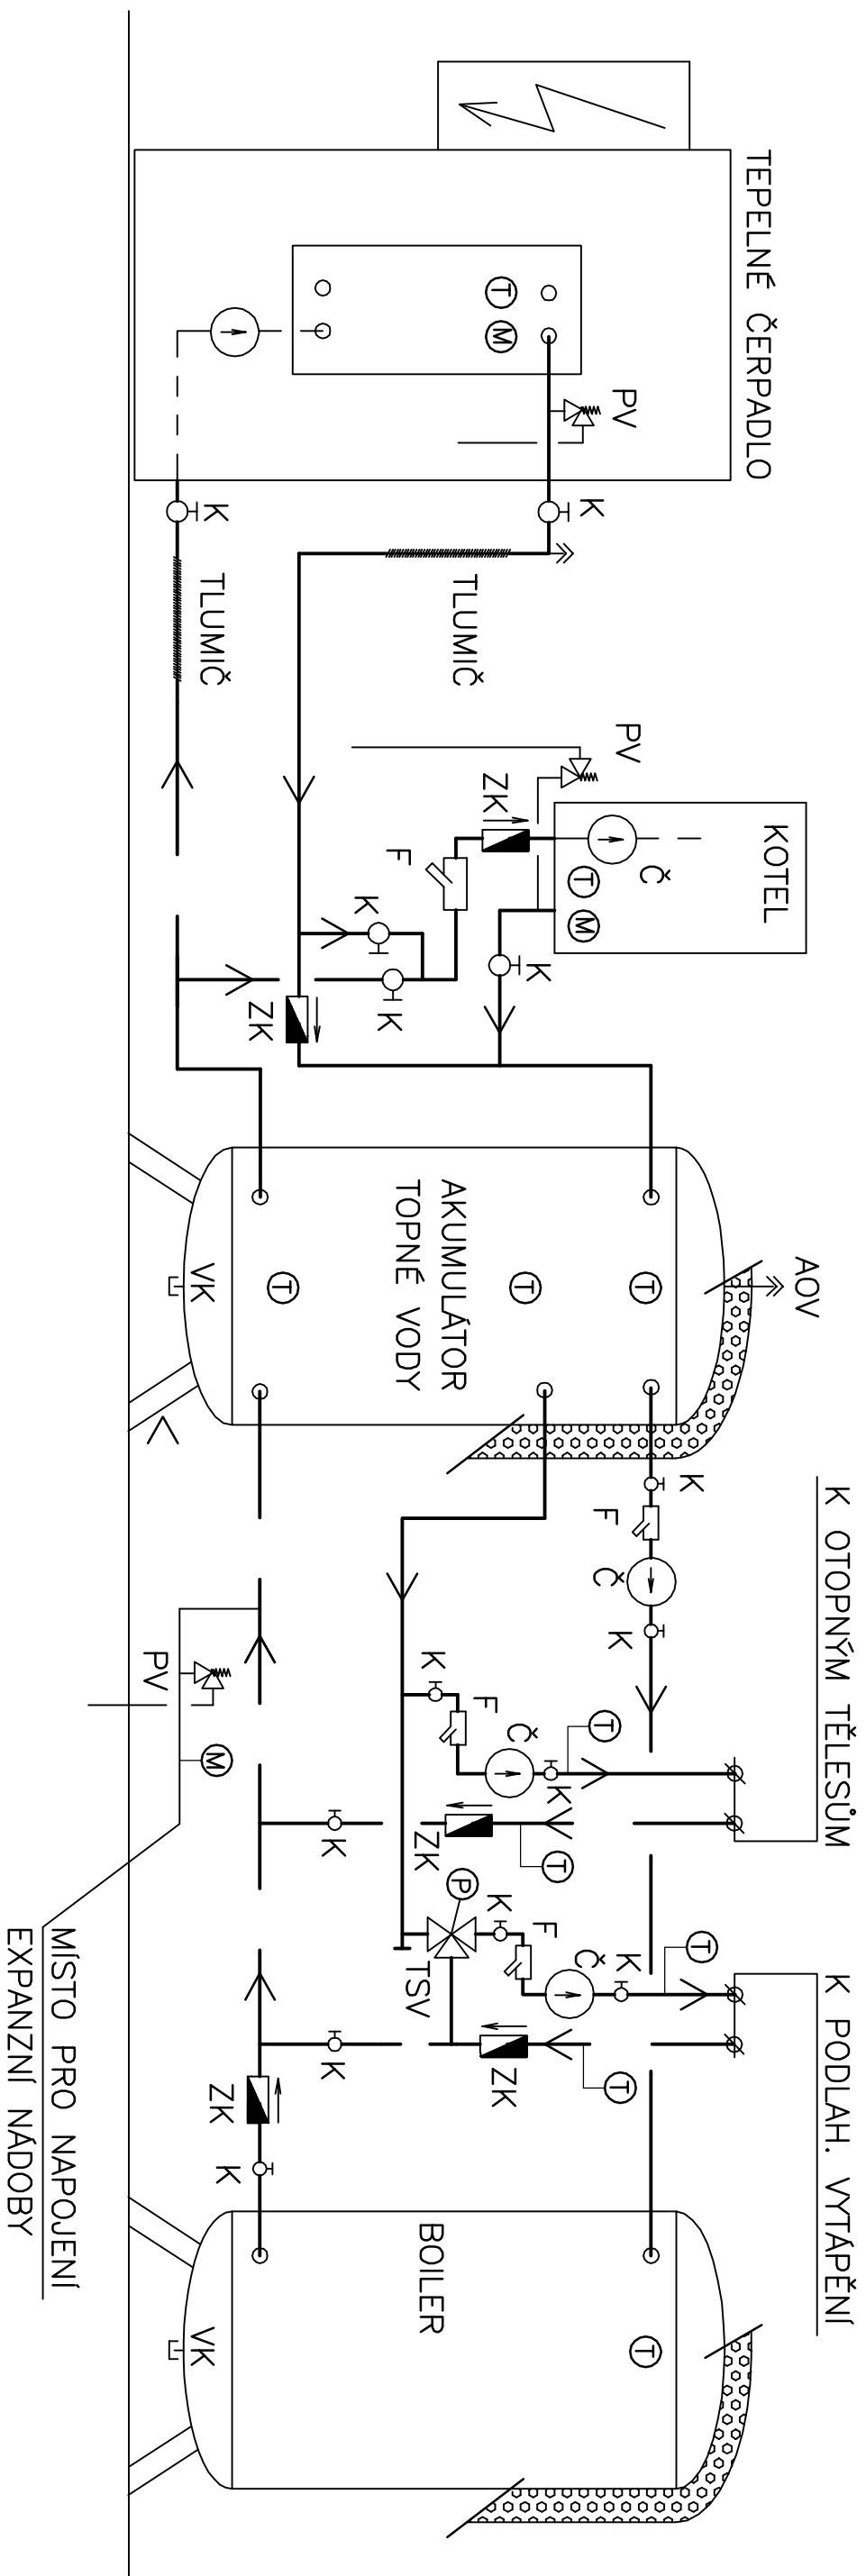 TEPELNÉ ČERPADLO
T
M
PV
K
K
TLUMIČ
TLUMIČ
PV
KOTEL
Č
T
M
ZK
F
K
K
K
ZK
AOV
AKUMULÁTOR
TOPNÉ VODY
T
T
T
VK
K OTOPNÝM TĚLESŮM
K
F
Č
K
K
F
Č
K
T
T
ZK
K
PV
M
MÍSTO PRO NAPOJENÍ
EXPANZNÍ NÁDOBY
K PODLAH. VYTÁPĚNÍ
P
TSV
K
F
Č
K
T
T
ZK
K
ZK
K
BOILER
T
VK